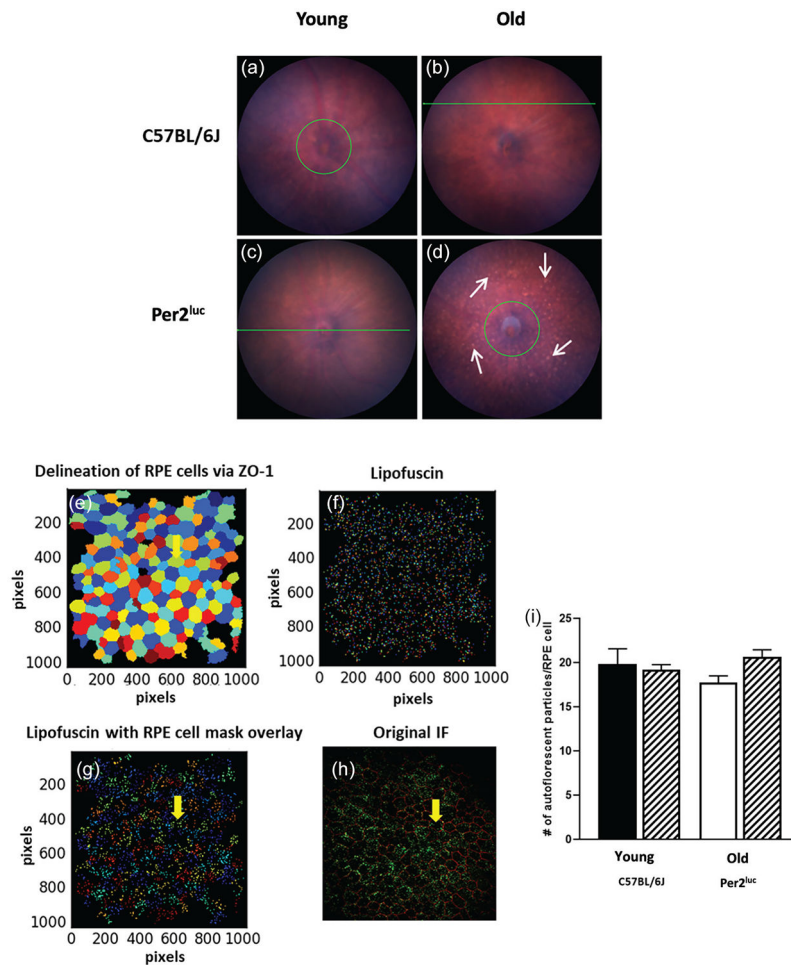 Young Old
(a) (b)
C57BL/6J
(c) (d)
Per2luc
Delineation of RPE cells via ZO-1
(e)
200
400
600
800
1000
pixels
0 200 400 600 800 1000
pixels
Lipofuscin
(f)
200
400
600
800
1000
pixels
0 200 400 600 800 1000
pixels
Lipofuscin with RPE cell mask overlay
(g)
200
400
600
800
1000
pixels
0 200 400 600 800 1000
pixels
Original IF
(h)
(i)
# of autoflorescent particles/RPE cell
25
20
15
10
5
0
Young Old
C57BL/6J Per2luc